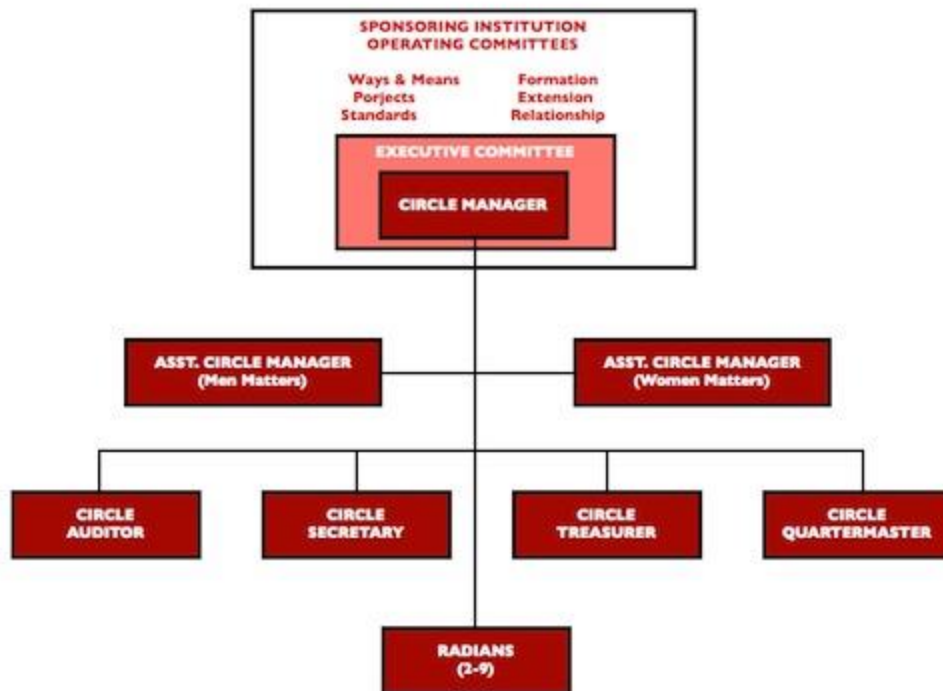 SPONSORING INSTITUTION
OPERATING COMMITTEES
Ways & Means
Porjects
Standards
Formation
Extension
Relationship
EXECUTIVE COMMITTEE
CIRCLE MANAGER
ASST. CIRCLE MANAGER
(Men Matters)
ASST. CIRCLE MANAGER
(Women Matters)
CIRCLE
AUDITOR
CIRCLE
SECRETARY
CIRCLE
TREASURER
CIRCLE
QUARTERMASTER
RADIANS
(2-9)